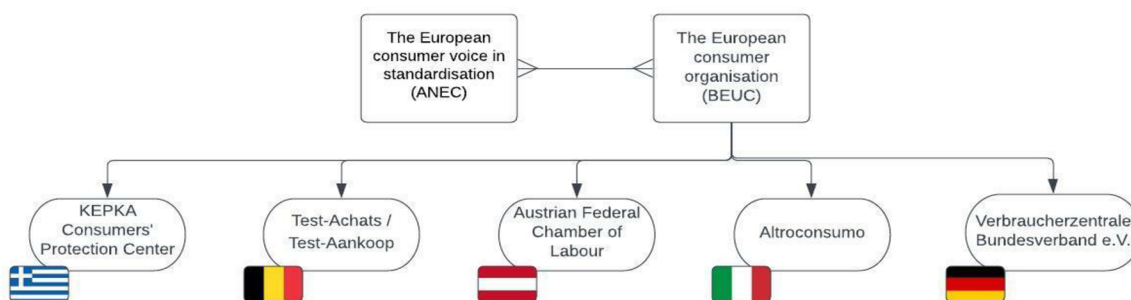 The European
consumer voice in
standardisation
(ANEC)
The European
consumer
organisation
(BEUC)
KEPKA
Consumers'
Protection Center
Test-Achats /
Test-Aankoop
Austrian Federal
Chamber of
Labour
Altroconsumo
Verbraucherzentrale
Bundesverband e.V.